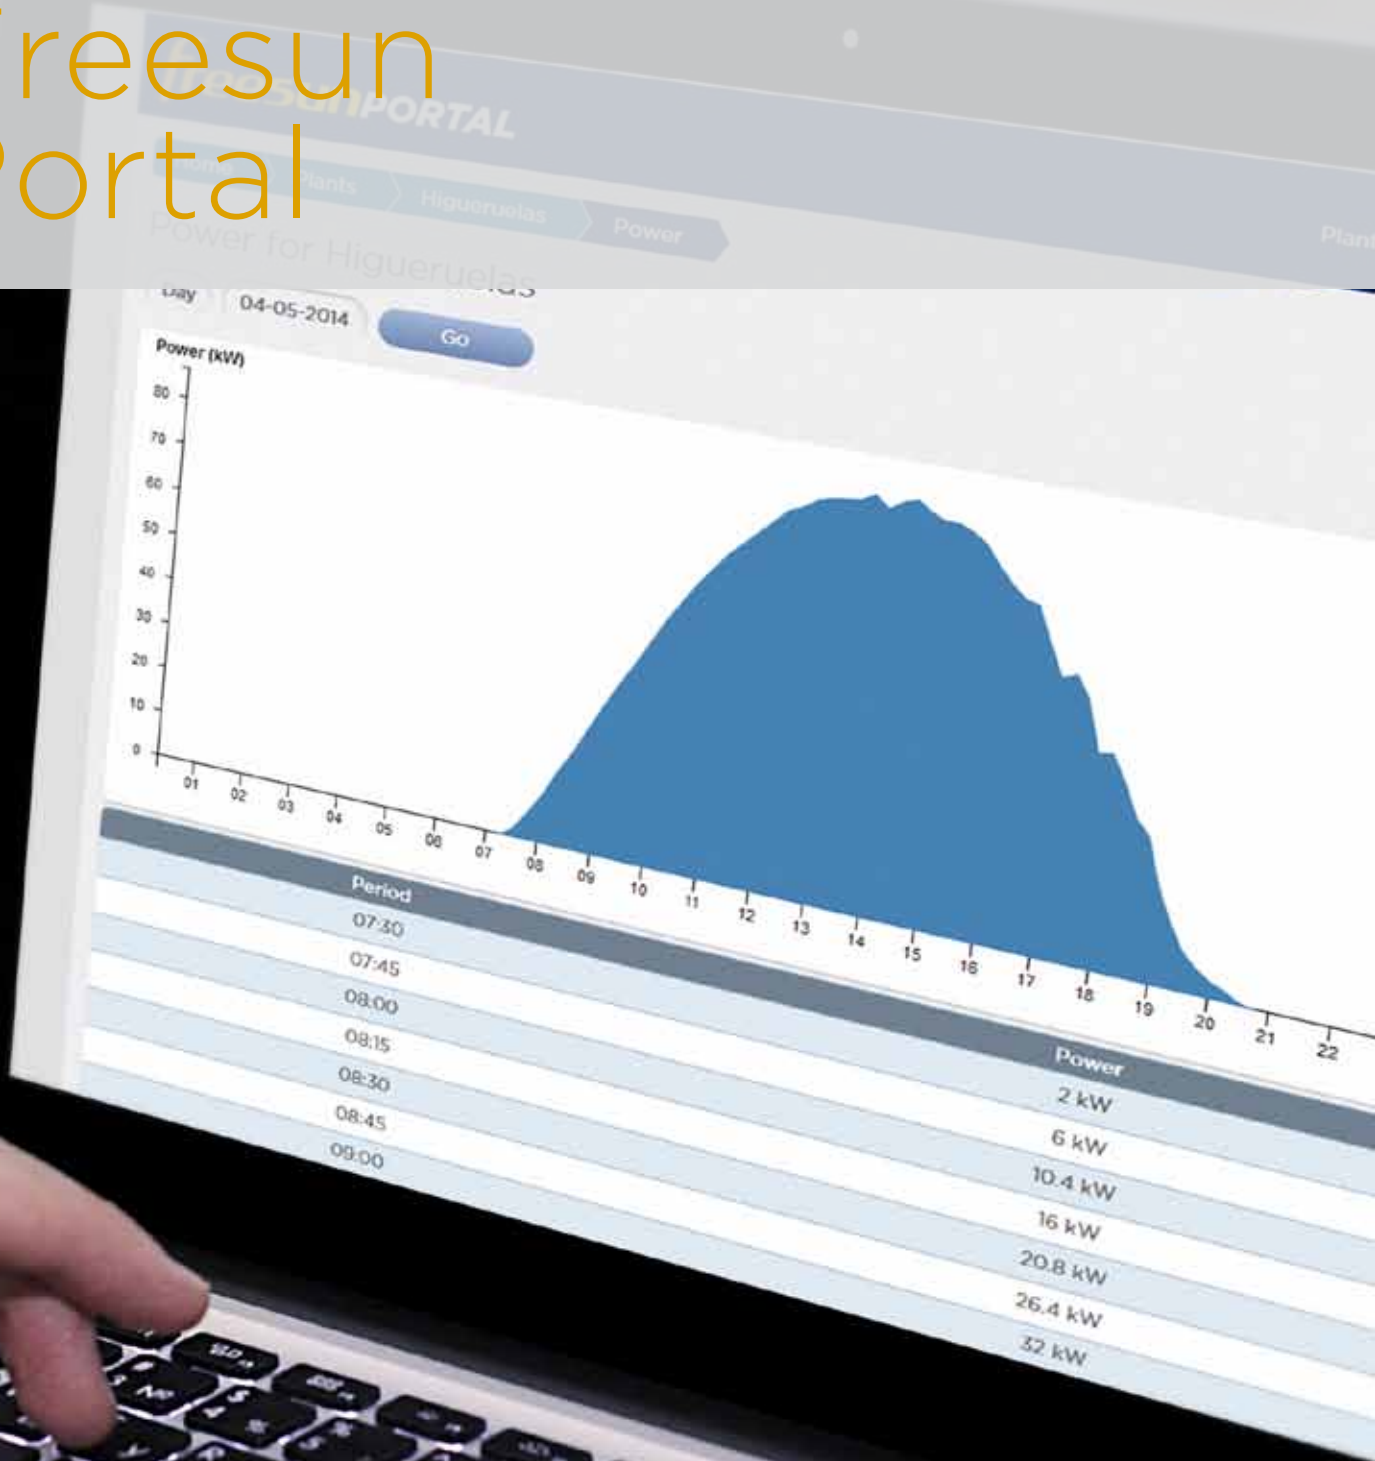 freesun
Portal
freesunPORTAL
Home Plants Higueruelas Power
Plant
Power for Higueruelas
Day 04-05-2014 Go
Power (kW)
80
70
60
50
40
30
20
10
0
01 02 03 04 05 06 07 08 09 10 11 12 13 14 15 16 17 18 19 20 21 22
Period Power
07:30 2 kW
07:45 6 kW
08:00 10.4 kW
08:15 16 kW
08:30 20.8 kW
08:45 26.4 kW
09:00 32 kW